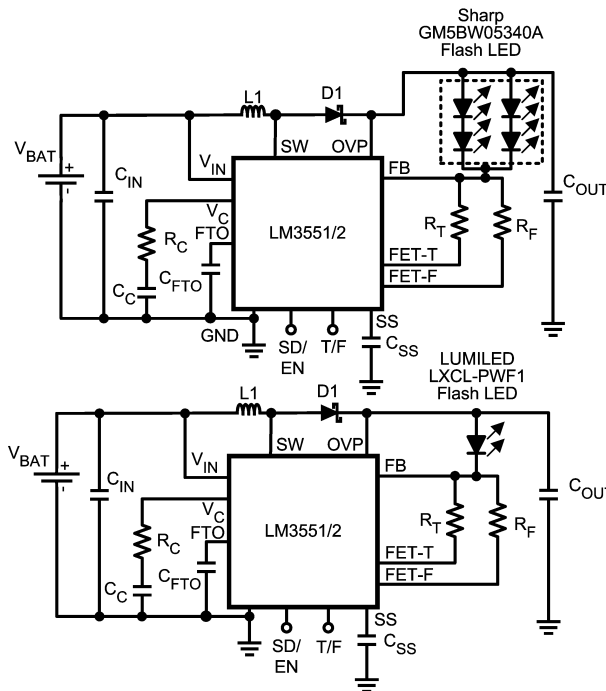 Sharp
GM5BW05340A
Flash LED
L1
D1
VBAT
+
-
CIN
VIN
SW
OVP
FB
VC
FTO
LM3551/2
RC
CC
CFTO
RT
RF
COUT
FET-T
FET-F
GND
SD/
EN
T/F
SS
CSS
LUMILED
LXCL-PWF1
Flash LED
L1
D1
VBAT
+
-
CIN
VIN
SW
OVP
FB
VC
FTO
LM3551/2
RC
CC
CFTO
RT
RF
COUT
FET-T
FET-F
SD/
EN
T/F
SS
CSS